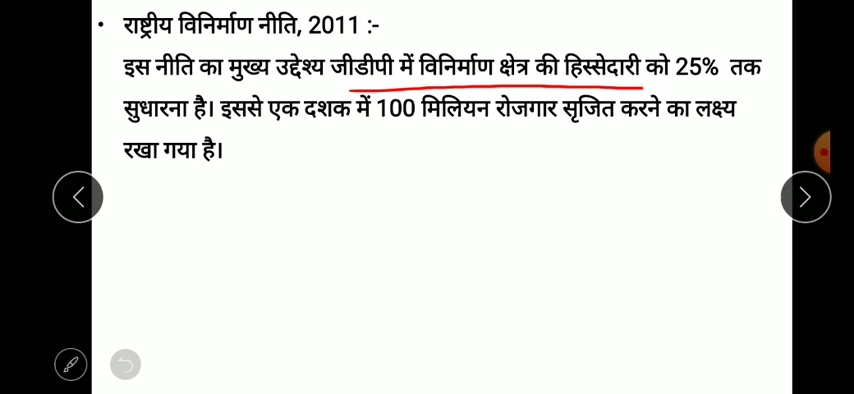 • राष्ट्रीय विनिर्माण नीति, 2011 :-
इस नीति का मुख्य उद्देश्य जीडीपी में विनिर्माण क्षेत्र की हिस्सेदारी को 25% तक
सुधारना है। इससे एक दशक में 100 मिलियन रोजगार सृजित करने का लक्ष्य
रखा गया है।